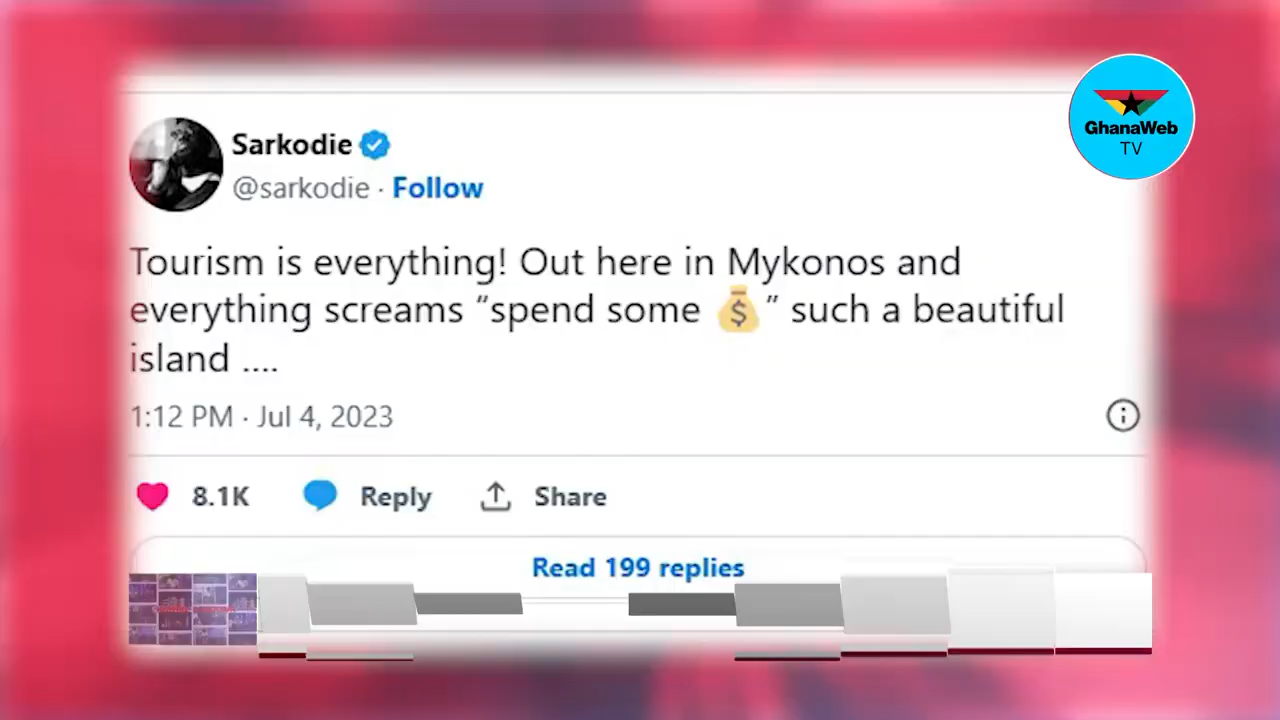 GhanaWeb
TV
Sarkodie
@sarkodie · Follow
Tourism is everything! Out here in Mykonos and
everything screams “spend some 💰” such a beautiful
island ....
1:12 PM · Jul 4, 2023
8.1K Reply Share
Read 199 replies